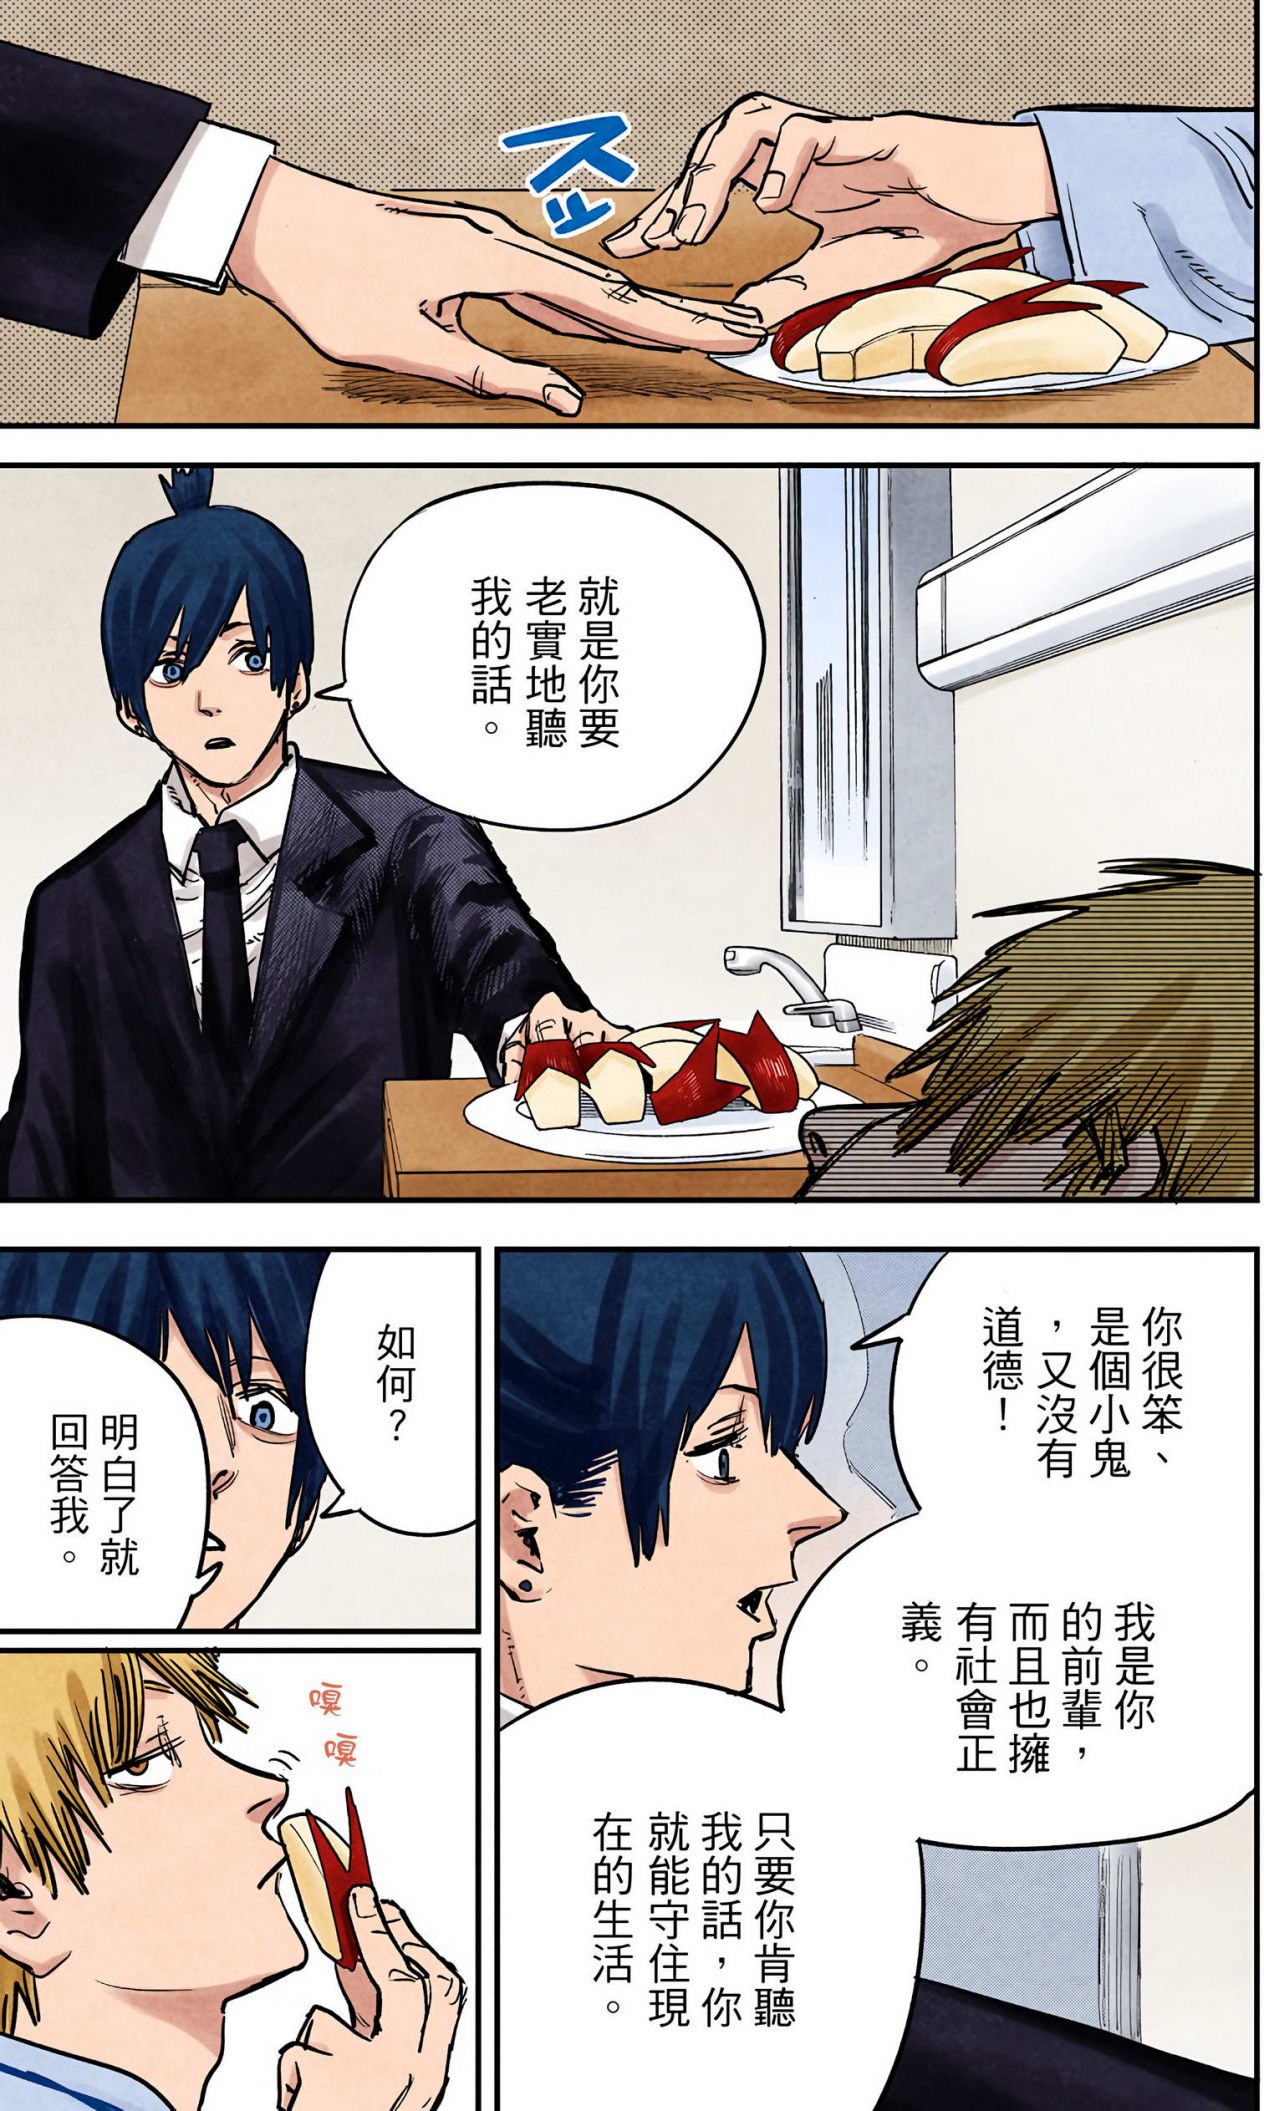 スッ
就是你要
老實地聽
我的話。
你很笨、
是個小鬼
，又沒有
道德！
我是你
的前輩，
而且也擁
有社會正
義。
只要你肯聽
我的話，你
就能守住現
在的生活。
如何？
明白了就
回答我。
嗅
嗅